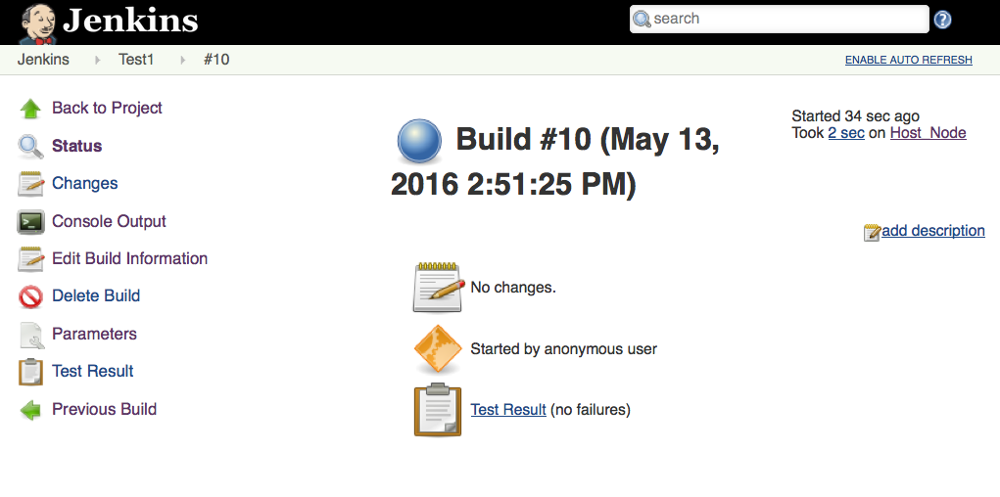 Jenkins
search
Jenkins Test1 #10
ENABLE AUTO REFRESH
Back to Project
Status
Changes
Console Output
Edit Build Information
Delete Build
Parameters
Test Result
Previous Build
Build #10 (May 13,
2016 2:51:25 PM)
Started 34 sec ago
Took 2 sec on Host_Node
add description
No changes.
Started by anonymous user
Test Result (no failures)